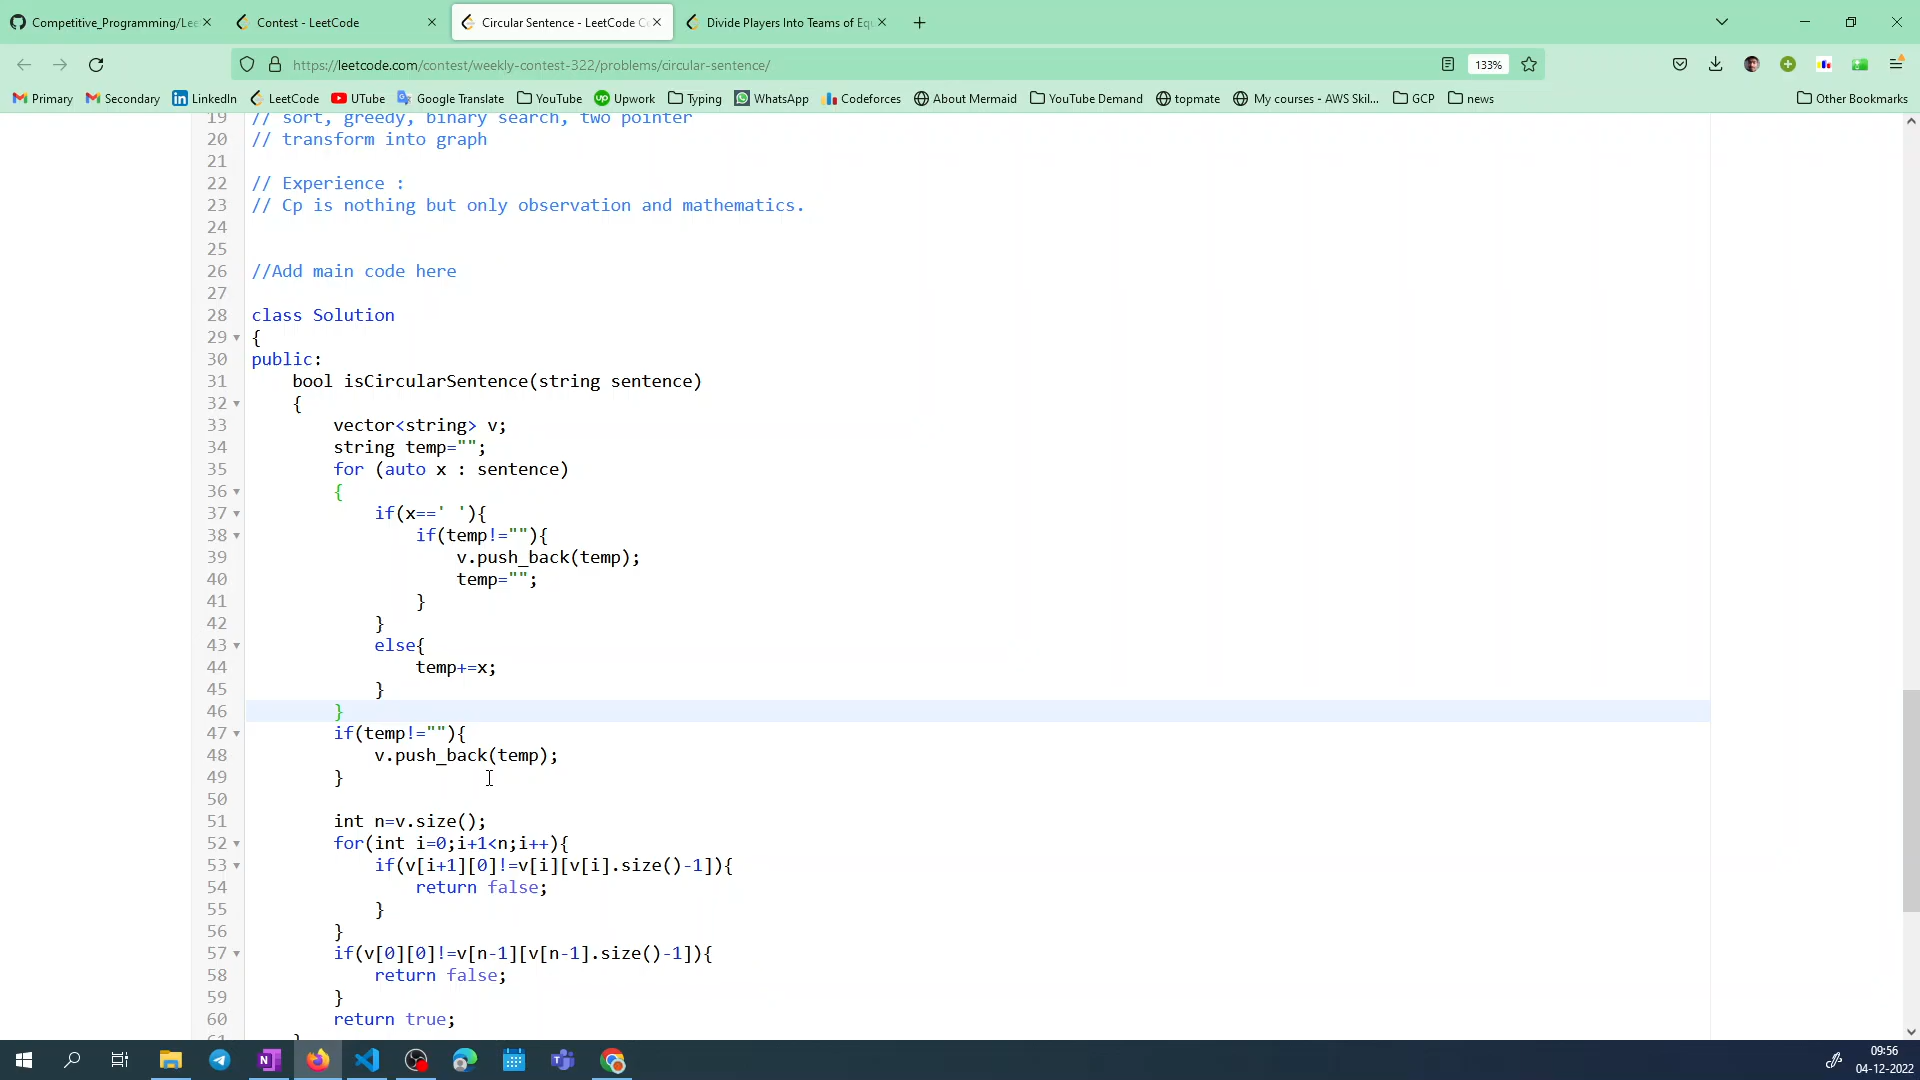 Competitive_Programming/Lee
Contest - LeetCode
Circular Sentence - LeetCode Co
Divide Players Into Teams of Equ
https://leetcode.com/contest/weekly-contest-322/problems/circular-sentence/
133%
Primary
Secondary
LinkedIn
LeetCode
UTube
Google Translate
YouTube
Upwork
Typing
WhatsApp
Codeforces
About Mermaid
YouTube Demand
topmate
My courses - AWS Skil...
GCP
news
Other Bookmarks
19 // sort, greedy, binary search, two pointer
20 // transform into graph
21
22 // Experience :
23 // Cp is nothing but only observation and mathematics.
24
25
26 //Add main code here
27
28 class Solution
29 {
30 public:
31 bool isCircularSentence(string sentence)
32 {
33 vector<string> v;
34 string temp="";
35 for (auto x : sentence)
36 {
37 if(x==' '){
38 if(temp!=""){
39 v.push_back(temp);
40 temp="";
41 }
42 }
43 else{
44 temp+=x;
45 }
46 }
47 if(temp!=""){
48 v.push_back(temp);
49 }
50
51 int n=v.size();
52 for(int i=0;i+1<n;i++){
53 if(v[i+1][0]!=v[i][v[i].size()-1]){
54 return false;
55 }
56 }
57 if(v[0][0]!=v[n-1][v[n-1].size()-1]){
58 return false;
59 }
60 return true;
61 }
09:56
04-12-2022